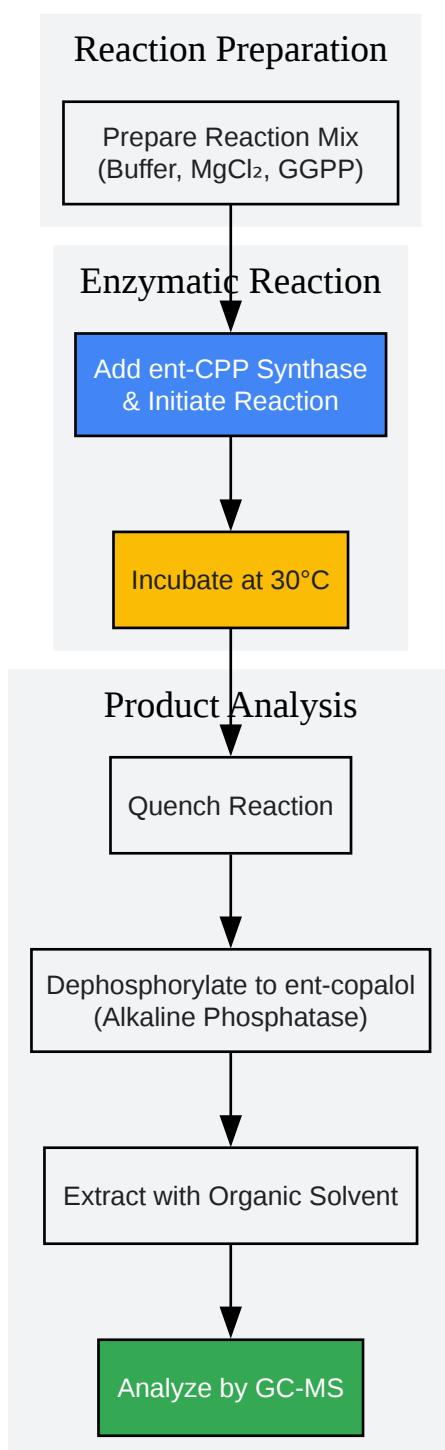 Reaction Preparation
Prepare Reaction Mix
(Buffer, MgCl₂, GGPP)
Enzymatic Reaction
Add ent-CPP Synthase
& Initiate Reaction
Incubate at 30°C
Product Analysis
Quench Reaction
Dephosphorylate to ent-copalol
(Alkaline Phosphatase)
Extract with Organic Solvent
Analyze by GC-MS